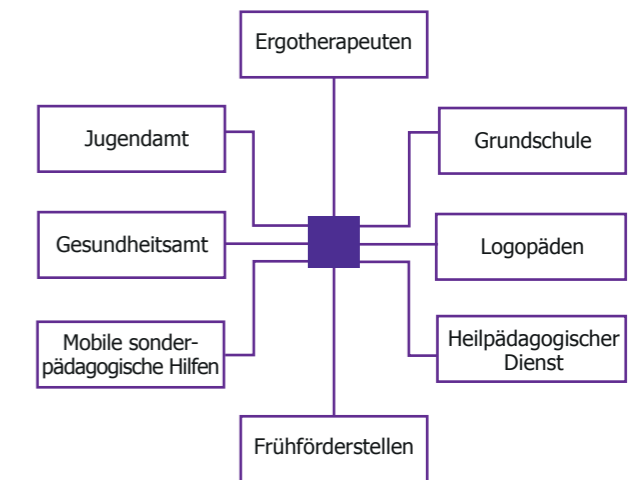 Ergotherapeuten
Jugendamt
Grundschule
Gesundheitsamt
Logopäden
Mobile sonder-
pädagogische Hilfen
Heilpädagogischer
Dienst
Frühförderstellen